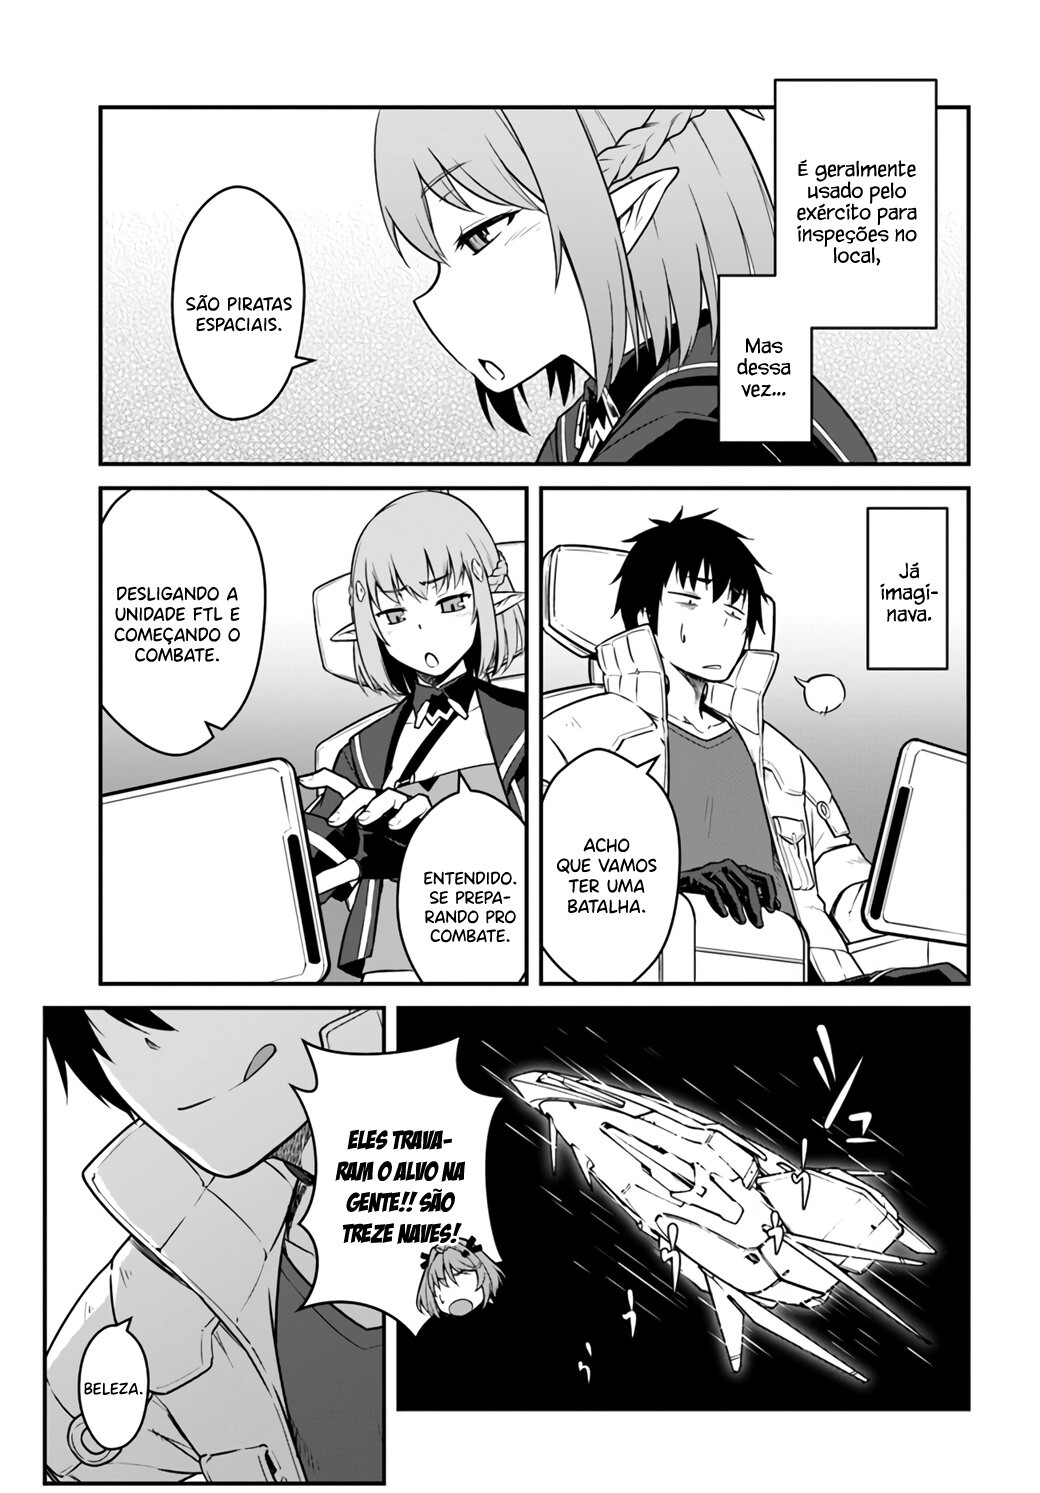 É geralmente
usado pelo
exército para
inspeções no
local,
Mas
dessa
vez...
SÃO PIRATAS
ESPACIAIS.
Já
imagi-
nava.
ACHO
QUE VAMOS
TER UMA
BATALHA.
DESLIGANDO A
UNIDADE FTL E
COMEÇANDO O
COMBATE.
ENTENDIDO.
SE PREPA-
RANDO PRO
COMBATE.
ELES TRAVA-
RAM O ALVO NA
GENTE!! SÃO
TREZE NAVES!
BELEZA.